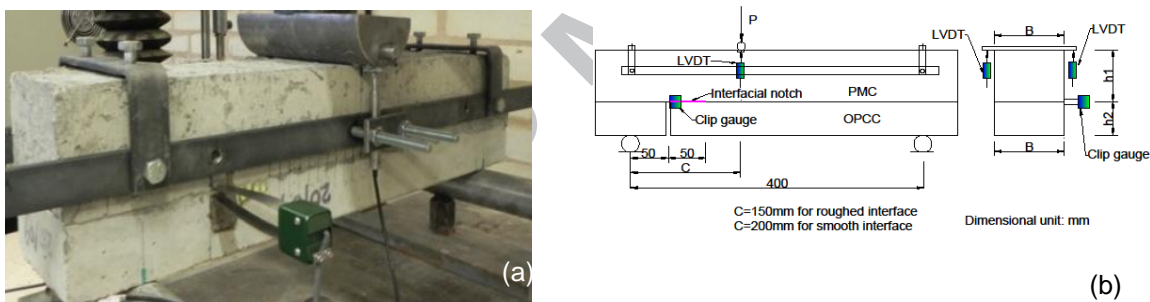 (a)
P
LVDT
PMC
Interfacial notch
Clip gauge
OPCC
50
50
C
400
C=150mm for roughed interface
C=200mm for smooth interface
B
LVDT
LVDT
h1
h2
Clip gauge
B
Dimensional unit: mm
(b)